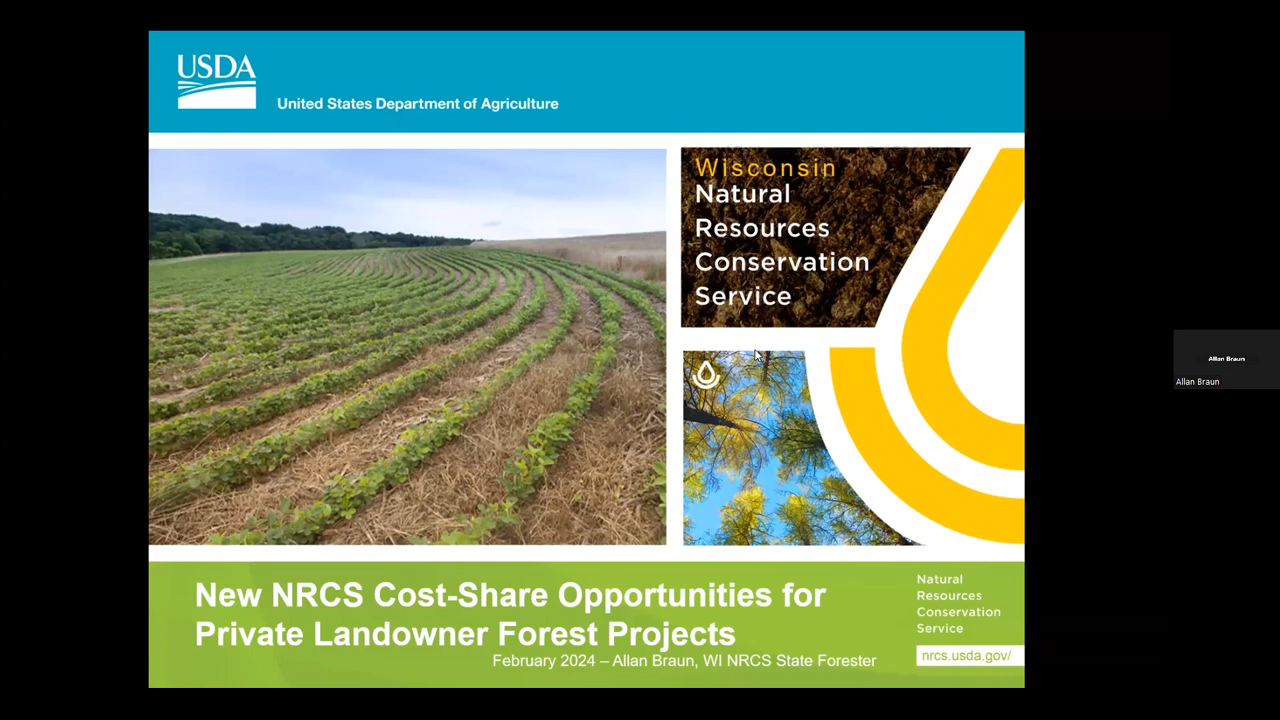 USDA
United States Department of Agriculture
Wisconsin
Natural
Resources
Conservation
Service
Allan Braun
Allan Braun
New NRCS Cost-Share Opportunities for
Private Landowner Forest Projects
February 2024 – Allan Braun, WI NRCS State Forester
Natural
Resources
Conservation
Service
nrcs.usda.gov/